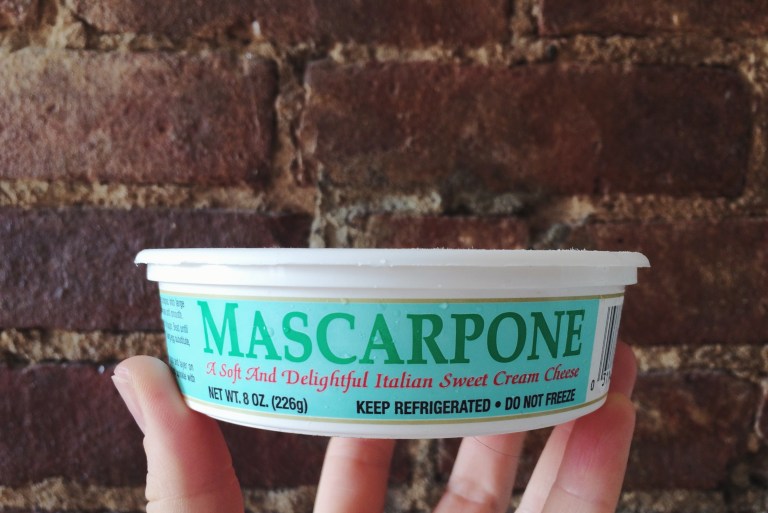 MASCARPONE
A Soft And Delightful Italian Sweet Cream Cheese
NET WT. 8 OZ. (226g) KEEP REFRIGERATED • DO NOT FREEZE